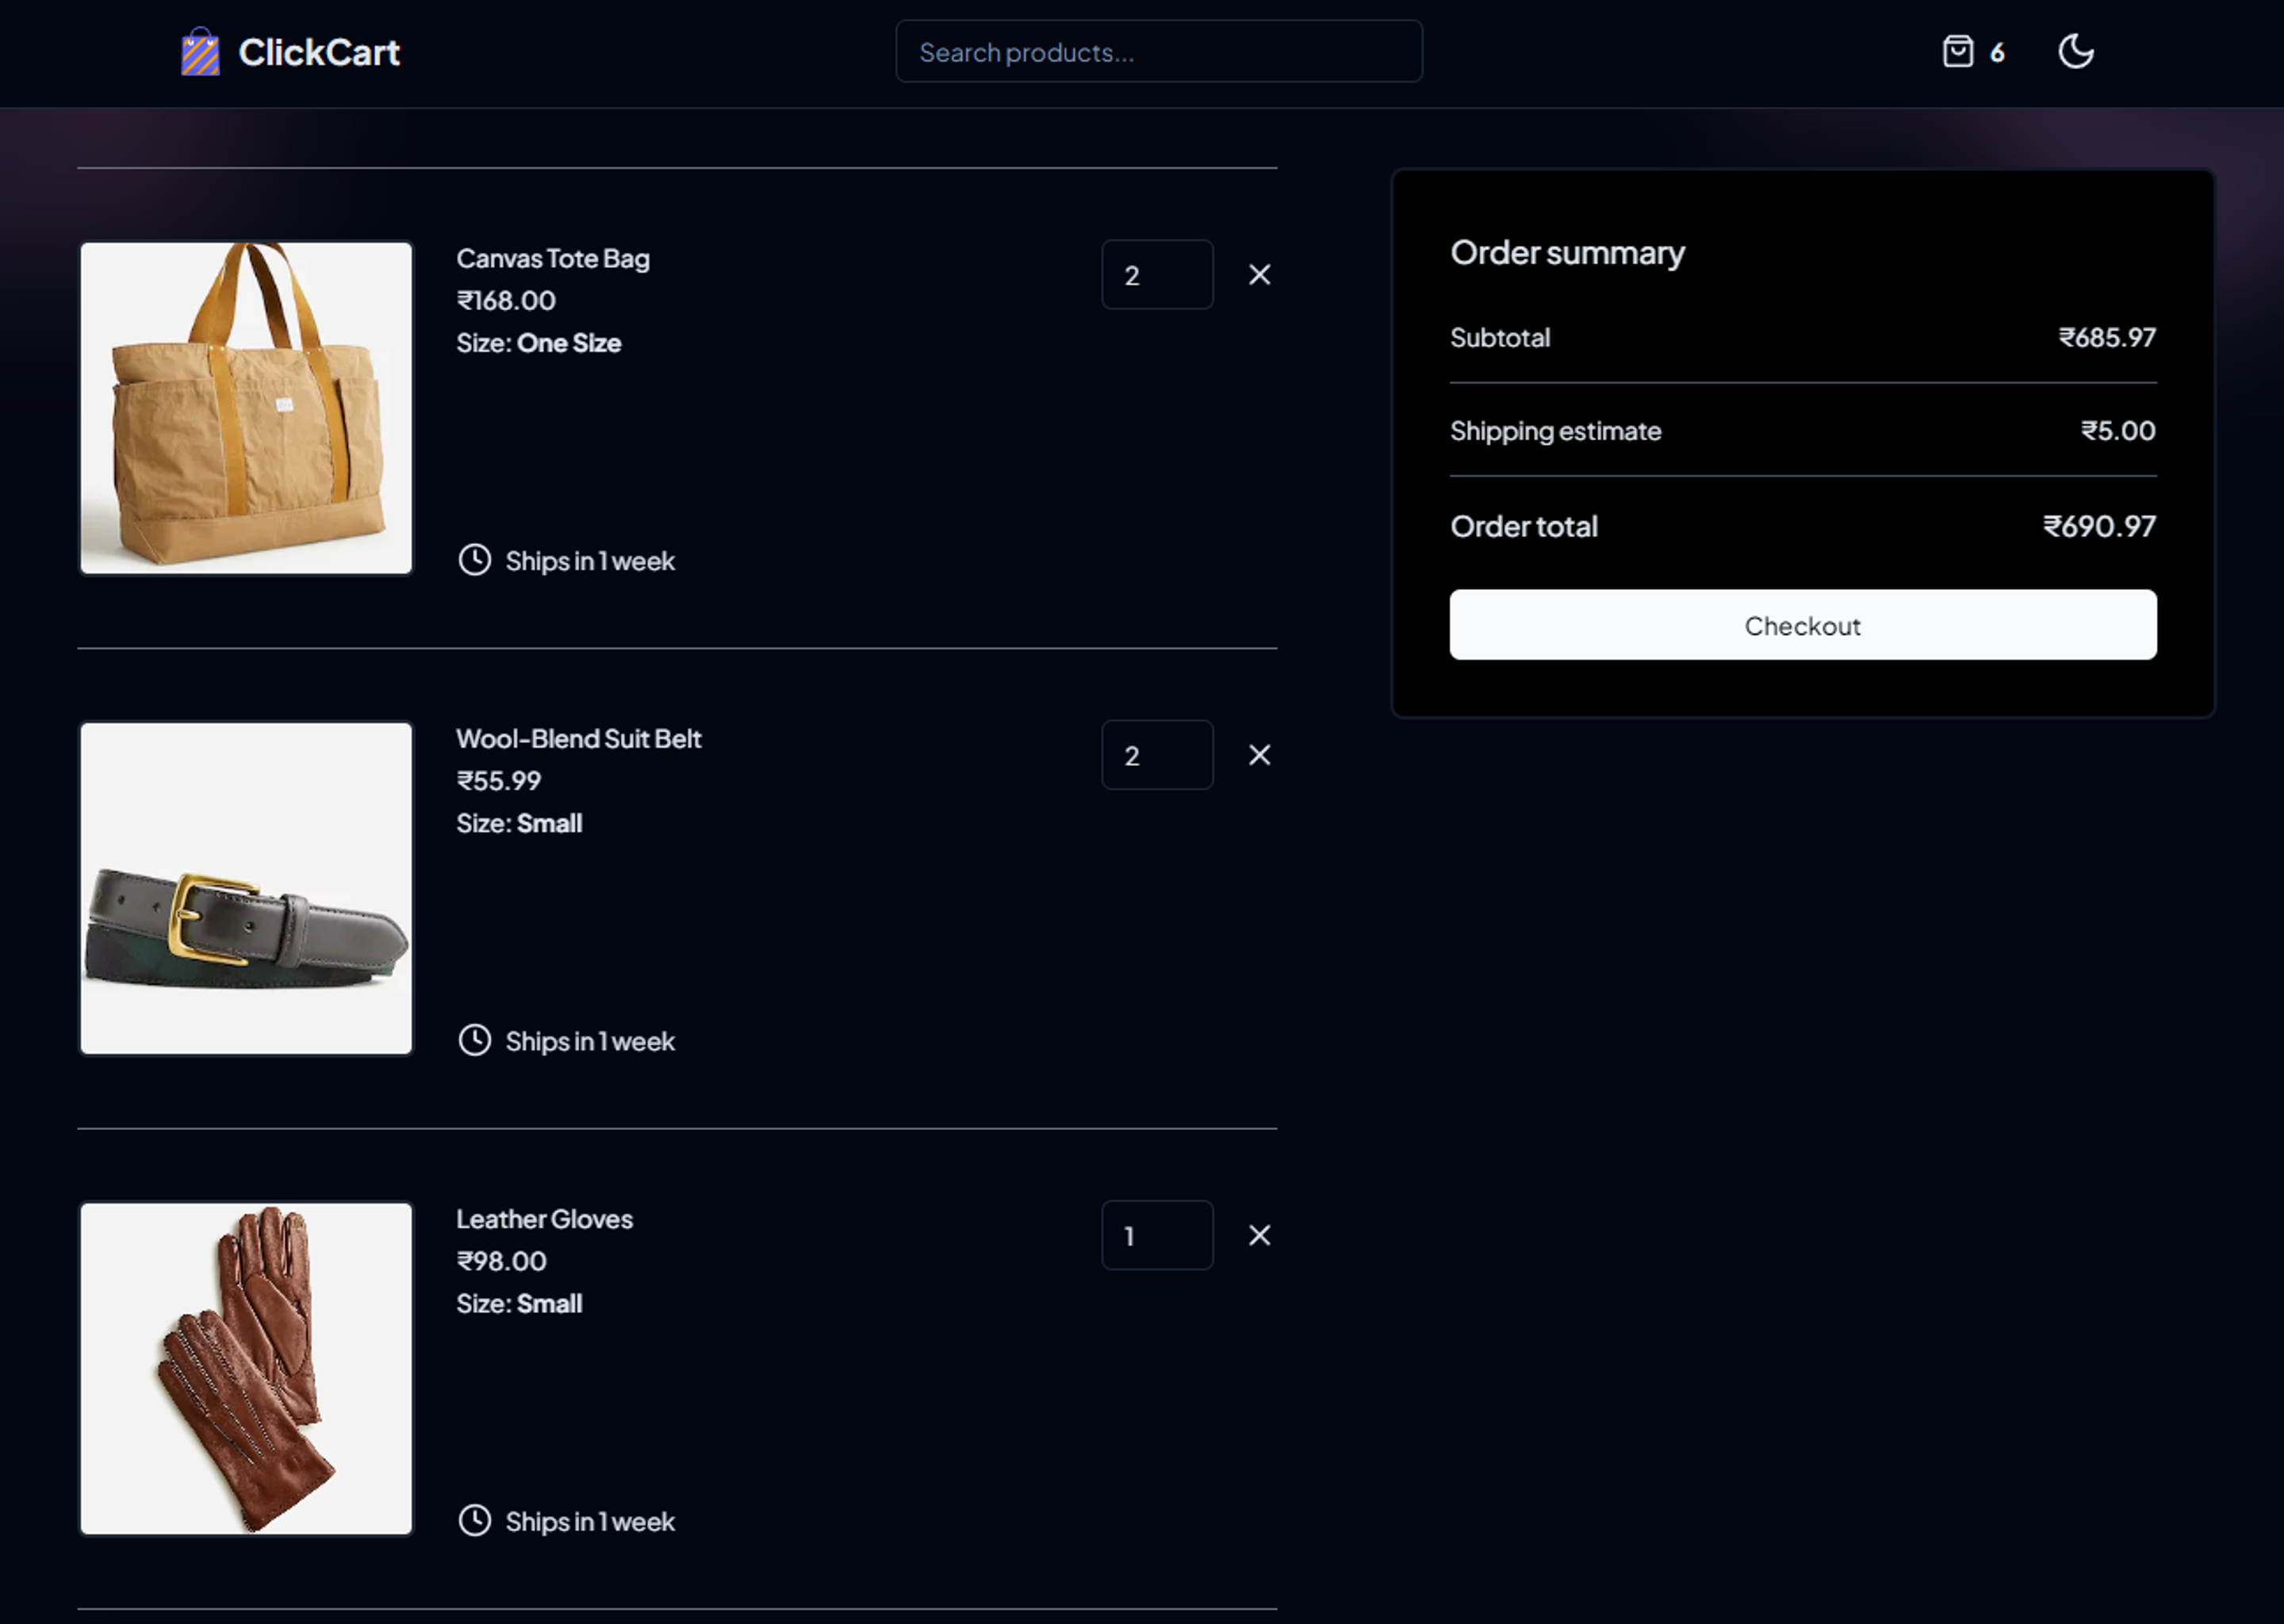 ClickCart
Search products...
6
Canvas Tote Bag
₹168.00
Size: One Size
2
Ships in 1 week
Wool-Blend Suit Belt
₹55.99
Size: Small
2
Ships in 1 week
Leather Gloves
₹98.00
Size: Small
1
Ships in 1 week
Order summary
Subtotal
₹685.97
Shipping estimate
₹5.00
Order total
₹690.97
Checkout